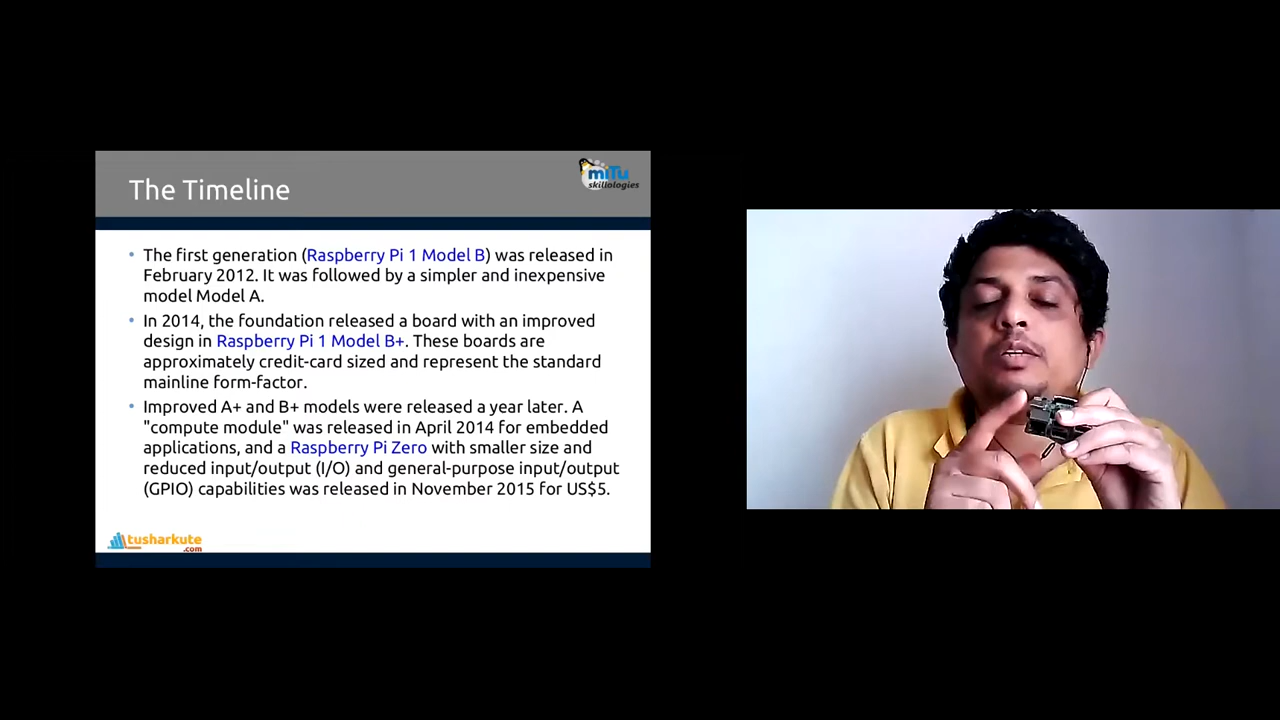 The Timeline
miTu
skillologies
• The first generation (Raspberry Pi 1 Model B) was released in
February 2012. It was followed by a simpler and inexpensive
model Model A.
• In 2014, the foundation released a board with an improved
design in Raspberry Pi 1 Model B+. These boards are
approximately credit-card sized and represent the standard
mainline form-factor.
• Improved A+ and B+ models were released a year later. A
"compute module" was released in April 2014 for embedded
applications, and a Raspberry Pi Zero with smaller size and
reduced input/output (I/O) and general-purpose input/output
(GPIO) capabilities was released in November 2015 for US$5.
tusharkute
.com